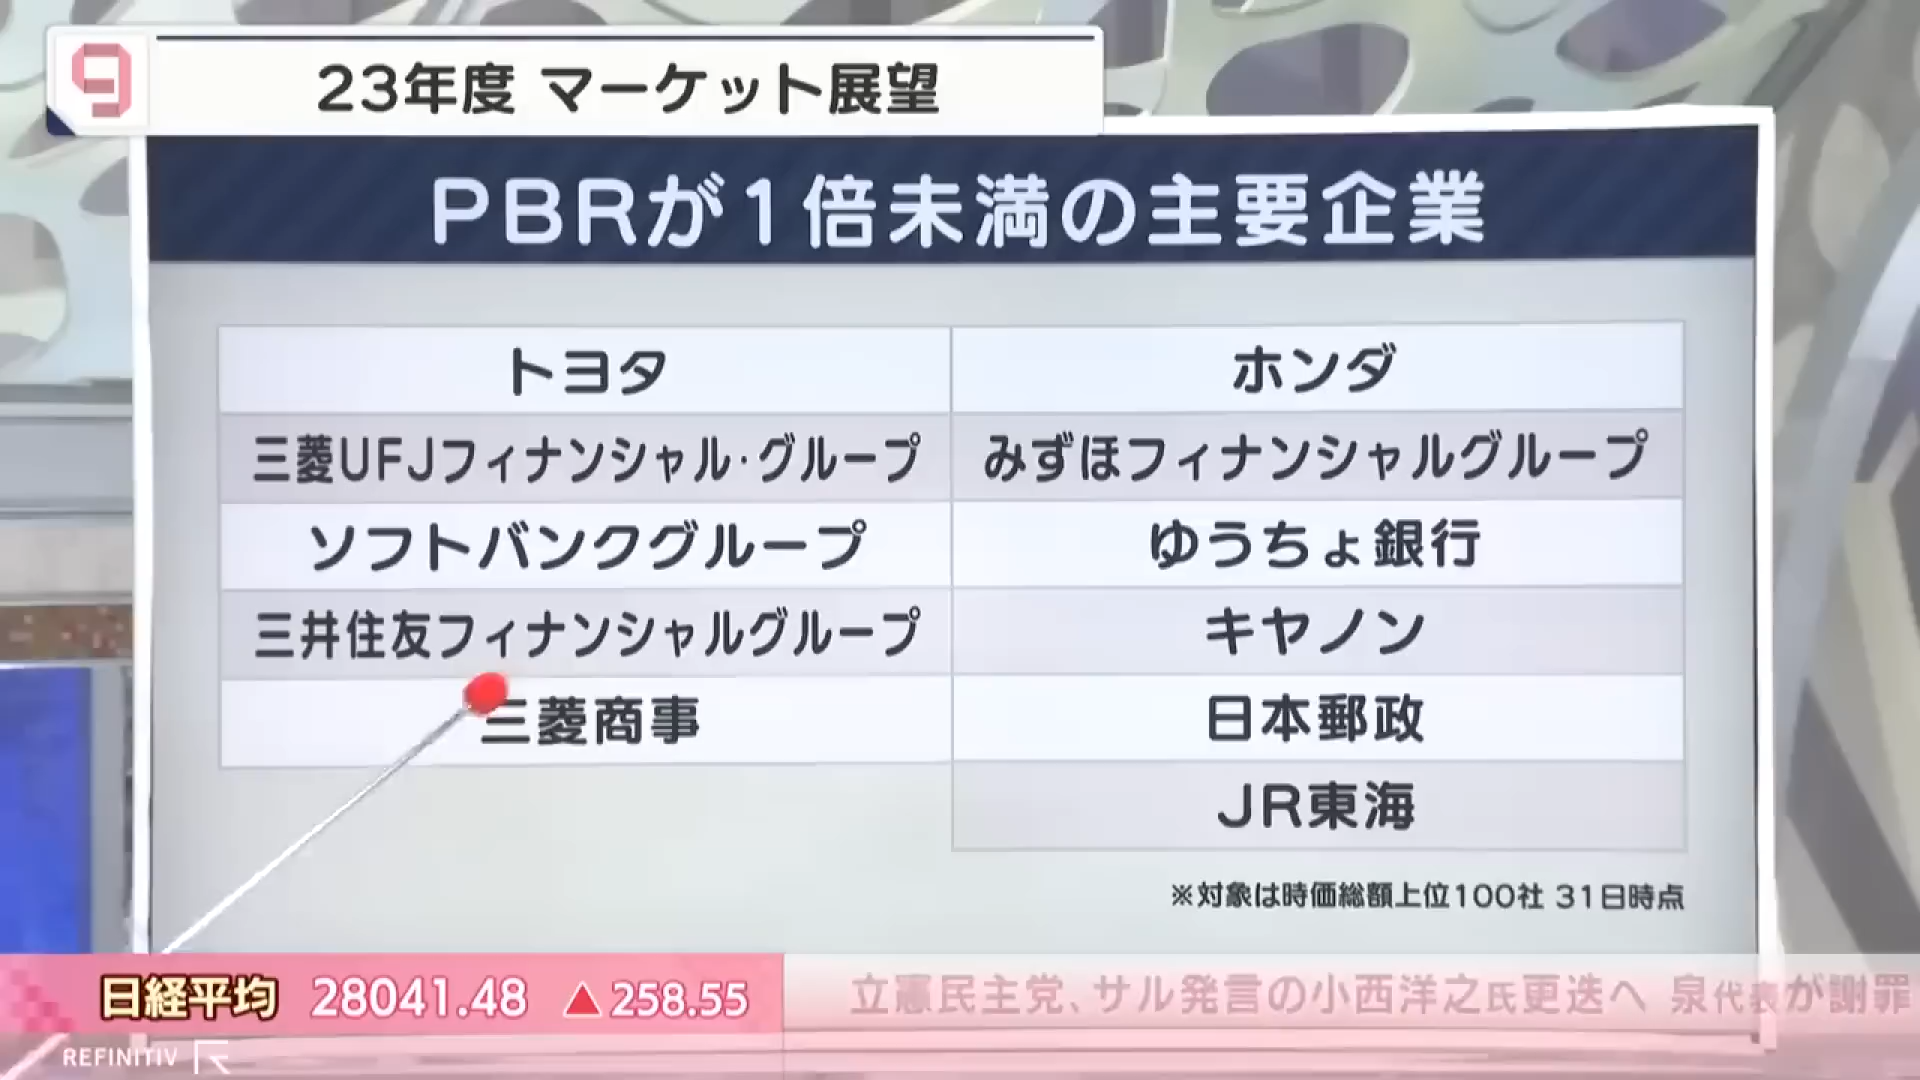 9
23年度 マーケット展望
PBRが1倍未満の主要企業
トヨタ
ホンダ
三菱UFJフィナンシャル・グループ
みずほフィナンシャルグループ
ソフトバンクグループ
ゆうちょ銀行
三井住友フィナンシャルグループ
キヤノン
三菱商事
日本郵政
JR東海
※対象は時価総額上位100社 31日時点
日経平均 28041.48 ▲258.55
立憲民主党、サル発言の小西洋之氏更迭へ 泉代表が謝罪
REFINITIV